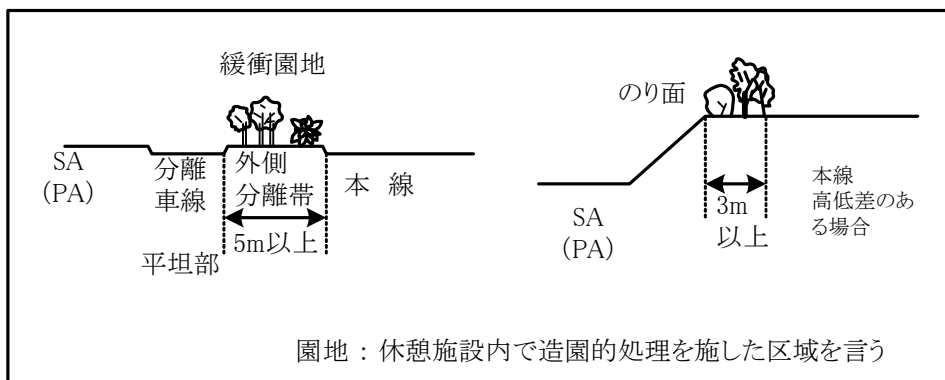 緩衝園地
SA
(PA)
分離
車線
外側
分離帯
本 線
5m以上
平坦部
のり面
SA
(PA)
3m
以上
本線
高低差のあ
る場合
園地 : 休憩施設内で造園的処理を施した区域を言う